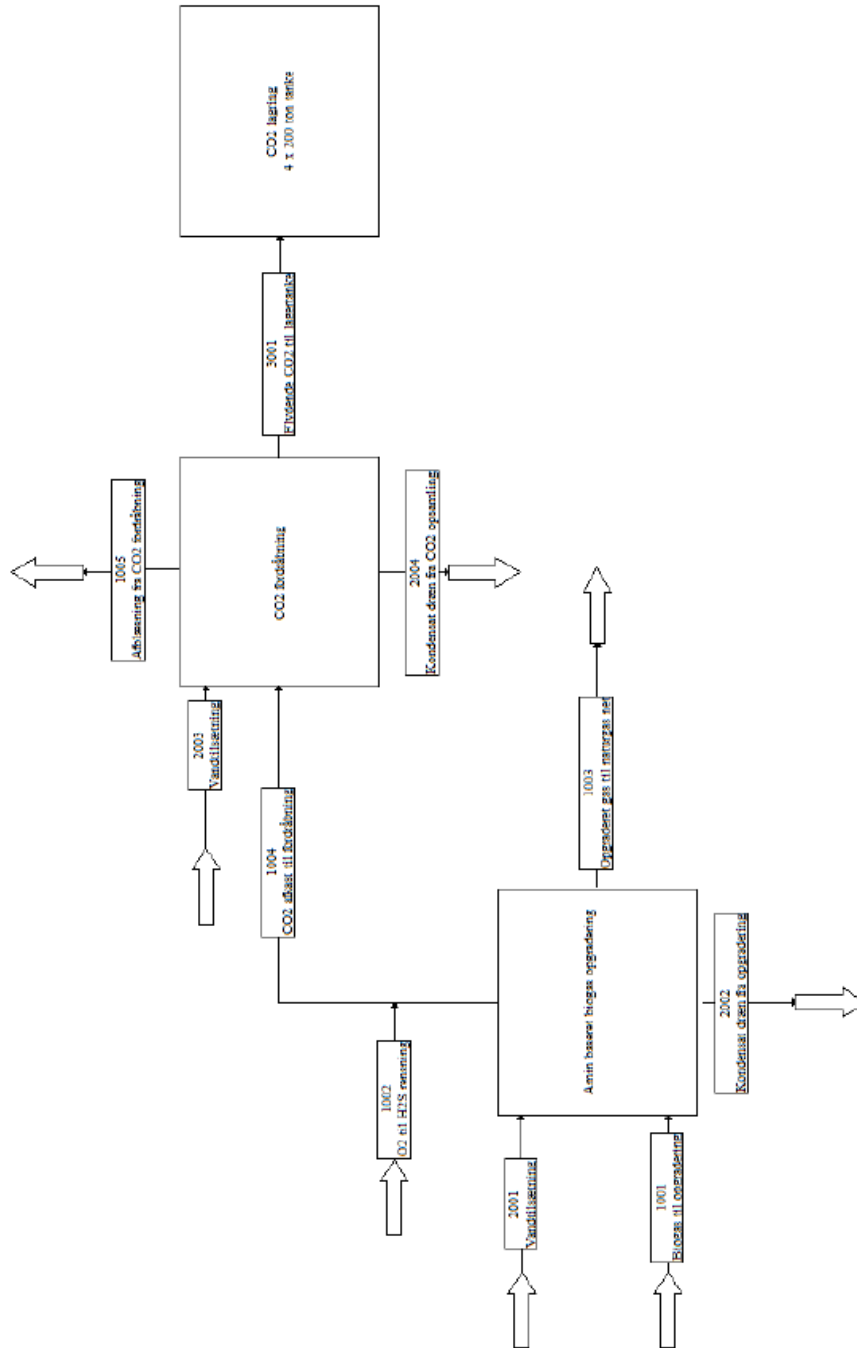 1005
Afblæsning fra CO2 fordråbning
2003
Vandtilsætning
1004
CO2 afkast til fordråbning
CO2 fordråbning
3001
Flydende CO2 til lagertanke
CO2 lagring
4 x 200 ton tanke
1002
O2 til H2S rensning
2004
Kondensat dræn fra CO2 opsamling
2001
Vandtilsætning
Amin baseret biogas opgradering
1003
Opgraderet gas til naturgas net
1001
Biogas til opgradering
2002
Kondensat dræn fra opgradering